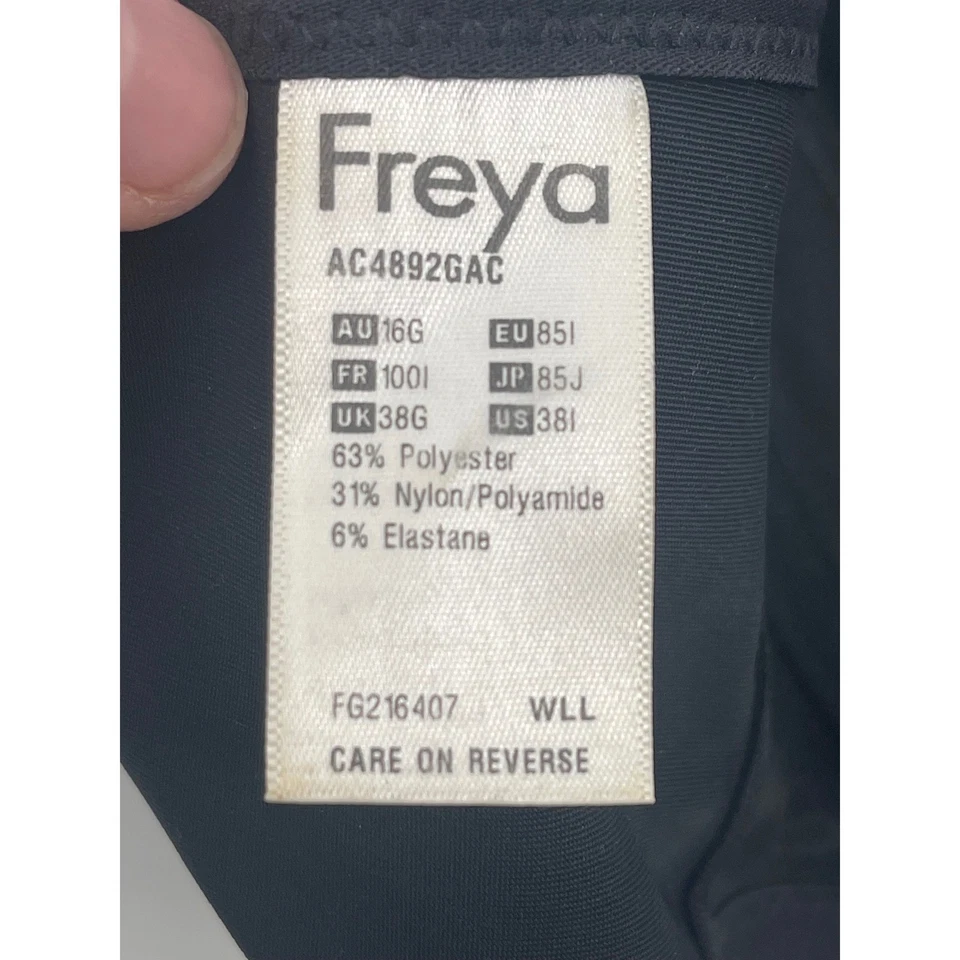 Freya
AC4892GAC
AU 16G EU 85I
FR 100I JP 85J
UK 38G US 38I
63% Polyester
31% Nylon/Polyamide
6% Elastane
FG216407 WLL
CARE ON REVERSE